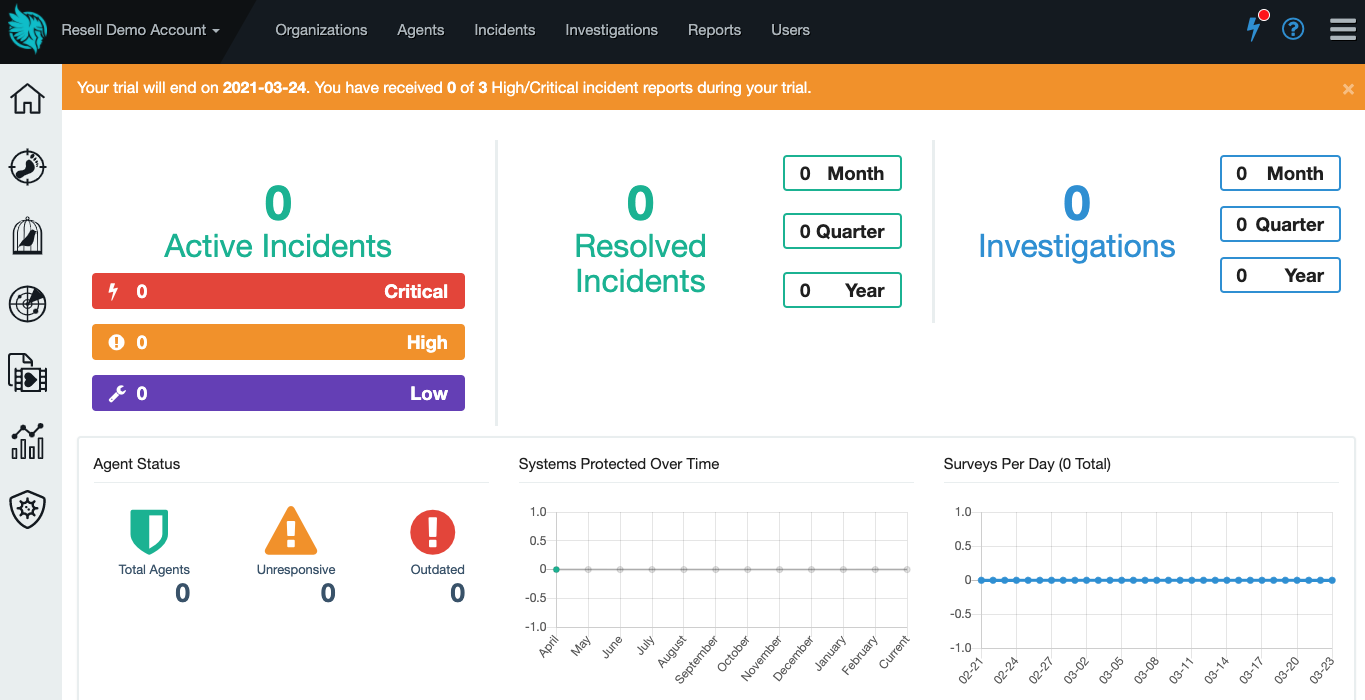 Resell Demo Account
Organizations
Agents
Incidents
Investigations
Reports
Users
?
Your trial will end on 2021-03-24. You have received 0 of 3 High/Critical incident reports during your trial.
×
0
Active Incidents
0 Critical
0 High
0 Low
0
Resolved
Incidents
0 Month
0 Quarter
0 Year
0
Investigations
0 Month
0 Quarter
0 Year
Agent Status
Total Agents
0
Unresponsive
0
Outdated
0
Systems Protected Over Time
1.0
0.5
0
-0.5
-1.0
April
May
June
July
August
September
October
November
December
January
February
Current
Surveys Per Day (0 Total)
1.0
0.5
0
-0.5
-1.0
02-21
02-24
02-27
03-02
03-05
03-08
03-11
03-14
03-17
03-20
03-23